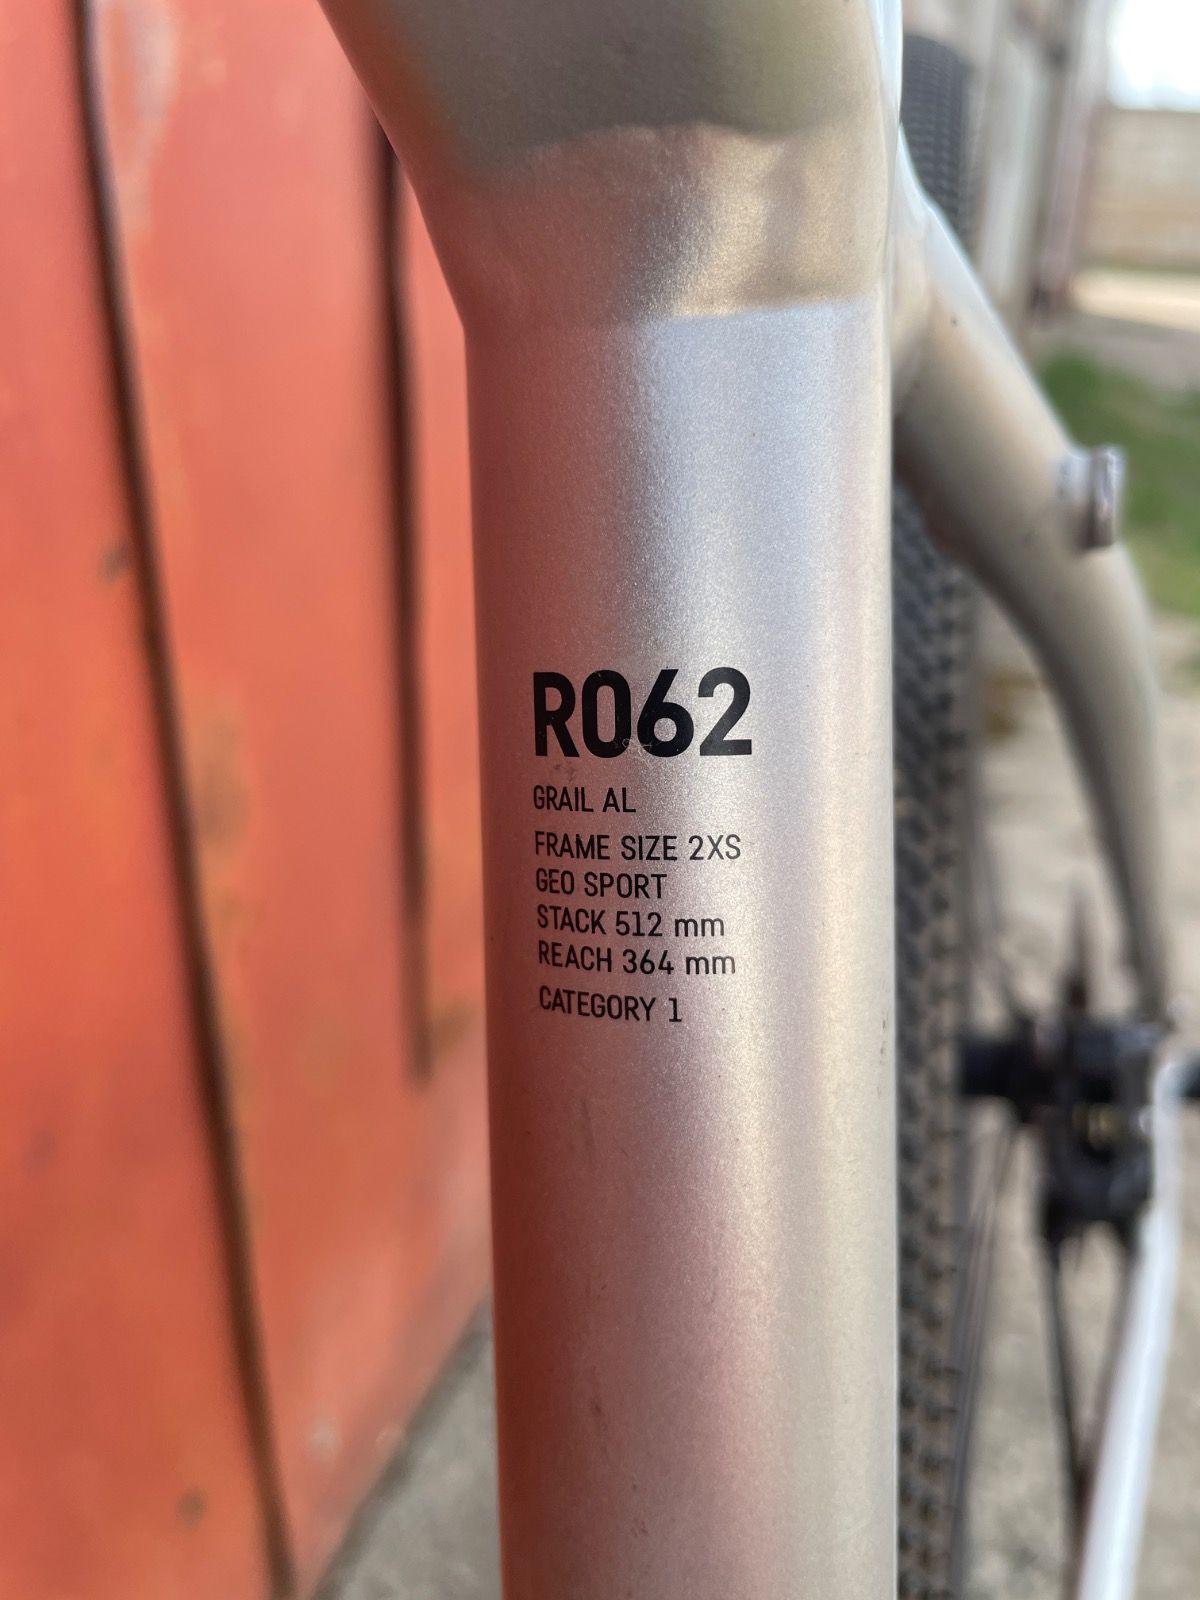 R062
GRAIL AL
FRAME SIZE 2XS
GEO SPORT
STACK 512 mm
REACH 364 mm
CATEGORY 1